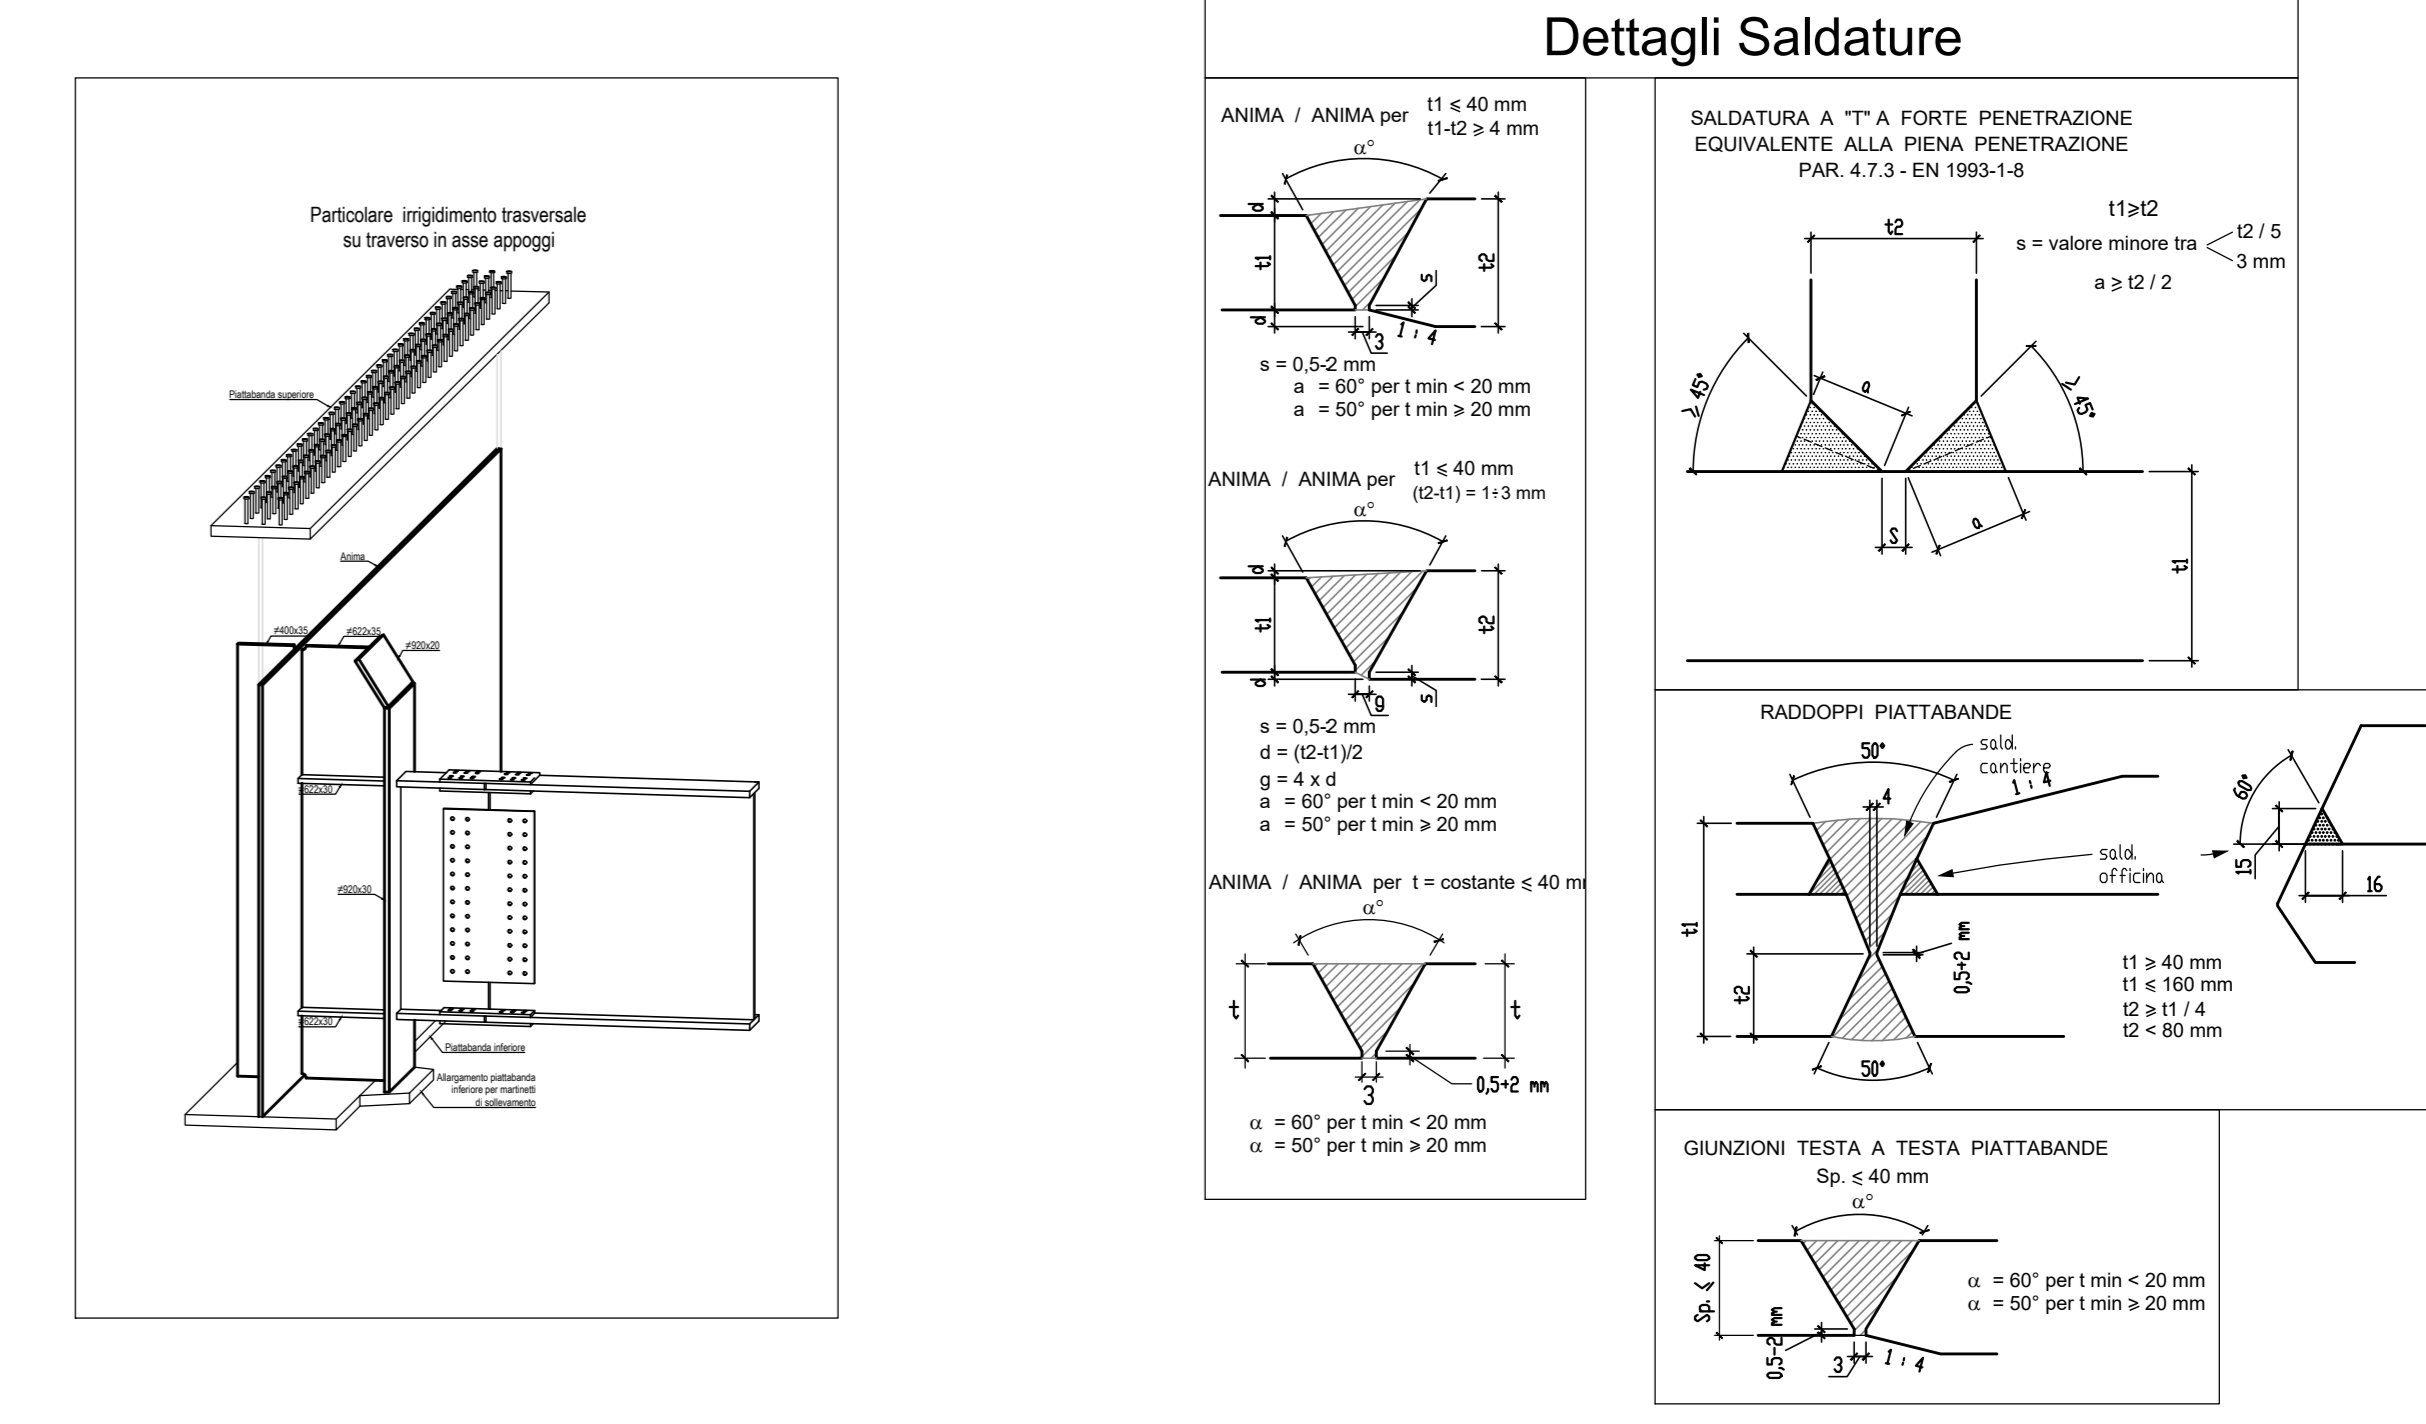 Dettagli Saldature
Particolare irrigidimento trasversale
su traverso in asse appoggi
Piattabanda superiore
Anima
≠400x35
≠622x35
≠920x20
≠622x30
≠920x30
≠622x30
Piattabanda inferiore
Allargamento piattabanda
inferiore per martinetti
di sollevamento
ANIMA / ANIMA per
t1 ⩽ 40 mm
t1-t2 ⩾ 4 mm
α°
d
t1
d
s
t2
3
1 : 4
s = 0,5-2 mm
a = 60° per t min < 20 mm
a = 50° per t min ⩾ 20 mm
ANIMA / ANIMA per
t1 ⩽ 40 mm
(t2-t1) = 1÷3 mm
α°
d
t1
d
t2
g
s
s = 0,5-2 mm
d = (t2-t1)/2
g = 4 x d
a = 60° per t min < 20 mm
a = 50° per t min ⩾ 20 mm
ANIMA / ANIMA per t = costante ⩽ 40 m
α°
t
t
3
0,5+2 mm
α = 60° per t min < 20 mm
α = 50° per t min ⩾ 20 mm
SALDATURA A "T" A FORTE PENETRAZIONE
EQUIVALENTE ALLA PIENA PENETRAZIONE
PAR. 4.7.3 - EN 1993-1-8
t1⩾t2
s = valore minore tra
t2 / 5
3 mm
a ⩾ t2 / 2
t2
⩾ 45°
a
⩾ 45°
S
a
t1
RADDOPPI PIATTABANDE
50°
sald.
cantiere
4
1 : 4
sald.
officina
t1
t2
0,5+2 mm
50°
60°
15
16
t1 ⩾ 40 mm
t1 ⩽ 160 mm
t2 ⩾ t1 / 4
t2 < 80 mm
GIUNZIONI TESTA A TESTA PIATTABANDE
Sp. ⩽ 40 mm
α°
Sp. ⩽ 40
0,5-2 mm
3
1 : 4
α = 60° per t min < 20 mm
α = 50° per t min ⩾ 20 mm